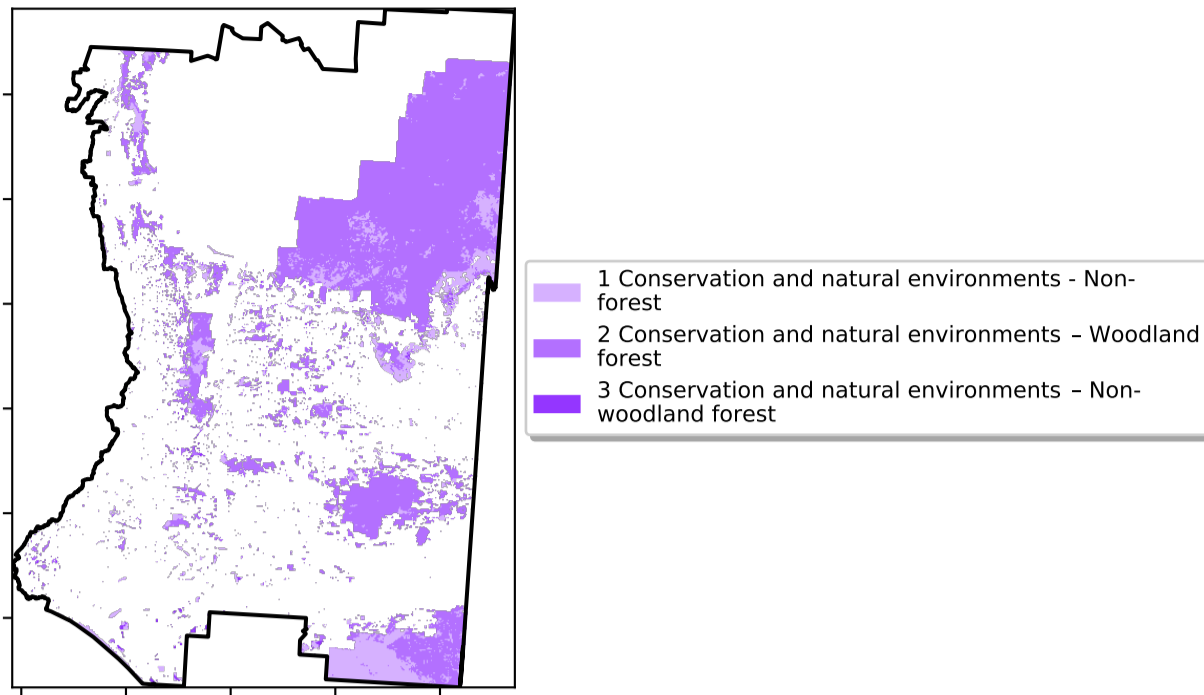 1 Conservation and natural environments - Non-
forest
2 Conservation and natural environments – Woodland
forest
3 Conservation and natural environments – Non-
woodland forest